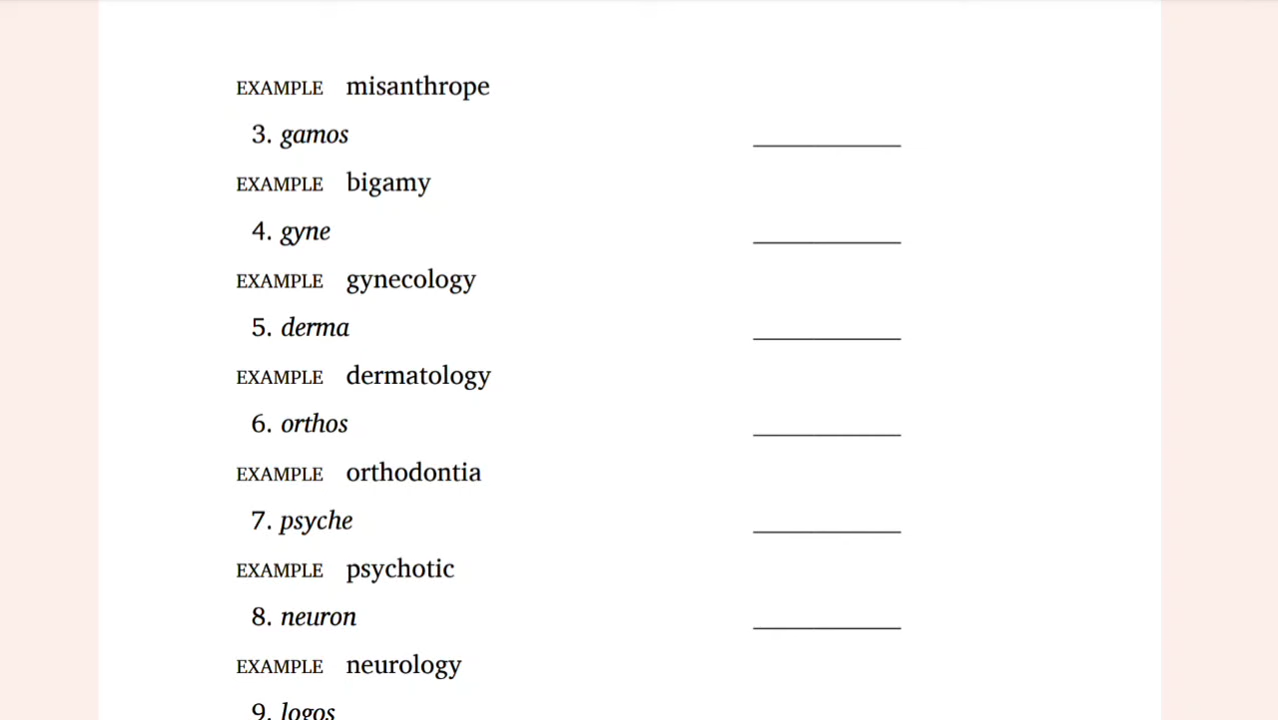 EXAMPLE misanthrope
3. gamos
EXAMPLE bigamy
4. gyne
EXAMPLE gynecology
5. derma
EXAMPLE dermatology
6. orthos
EXAMPLE orthodontia
7. psyche
EXAMPLE psychotic
8. neuron
EXAMPLE neurology
9. logos